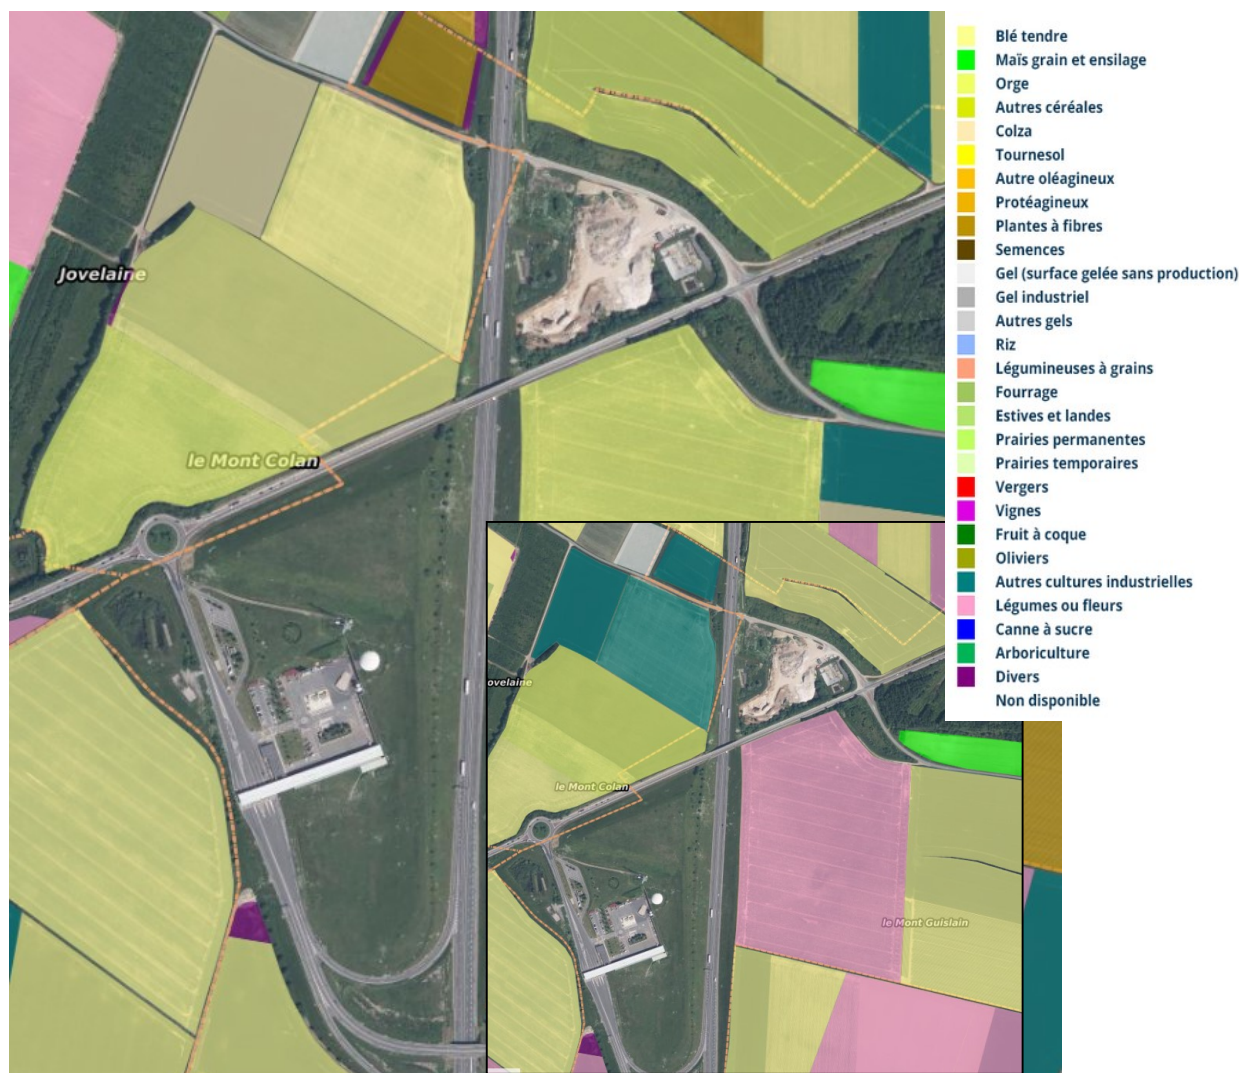 Blé tendre
Maïs grain et ensilage
Orge
Autres céréales
Colza
Tournesol
Autre oléagineux
Protéagineux
Plantes à fibres
Semences
Gel (surface gelée sans production)
Gel industriel
Autres gels
Riz
Légumineuses à grains
Fourrage
Estives et landes
Prairies permanentes
Prairies temporaires
Vergers
Vignes
Fruit à coque
Oliviers
Autres cultures industrielles
Légumes ou fleurs
Canne à sucre
Arboriculture
Divers
Non disponible
Jovelaine
le Mont Colan
ovelaine
le Mont Colan
le Mont Guislain